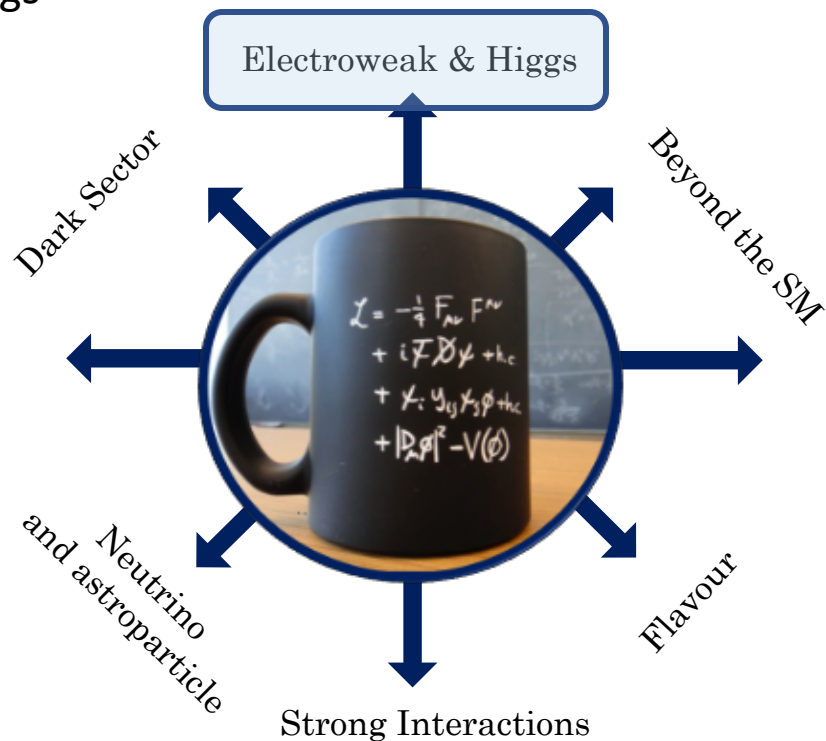 Electroweak & Higgs
Dark Sector
Beyond the SM
ℒ = -¼ F_μν F^μν
+ i ψ̄ D̸ ψ + h.c
+ ψ_i y_ij ψ_j φ + h.c
+ |D_μ φ|² - V(φ)
Neutrino
and astroparticle
Flavour
Strong Interactions